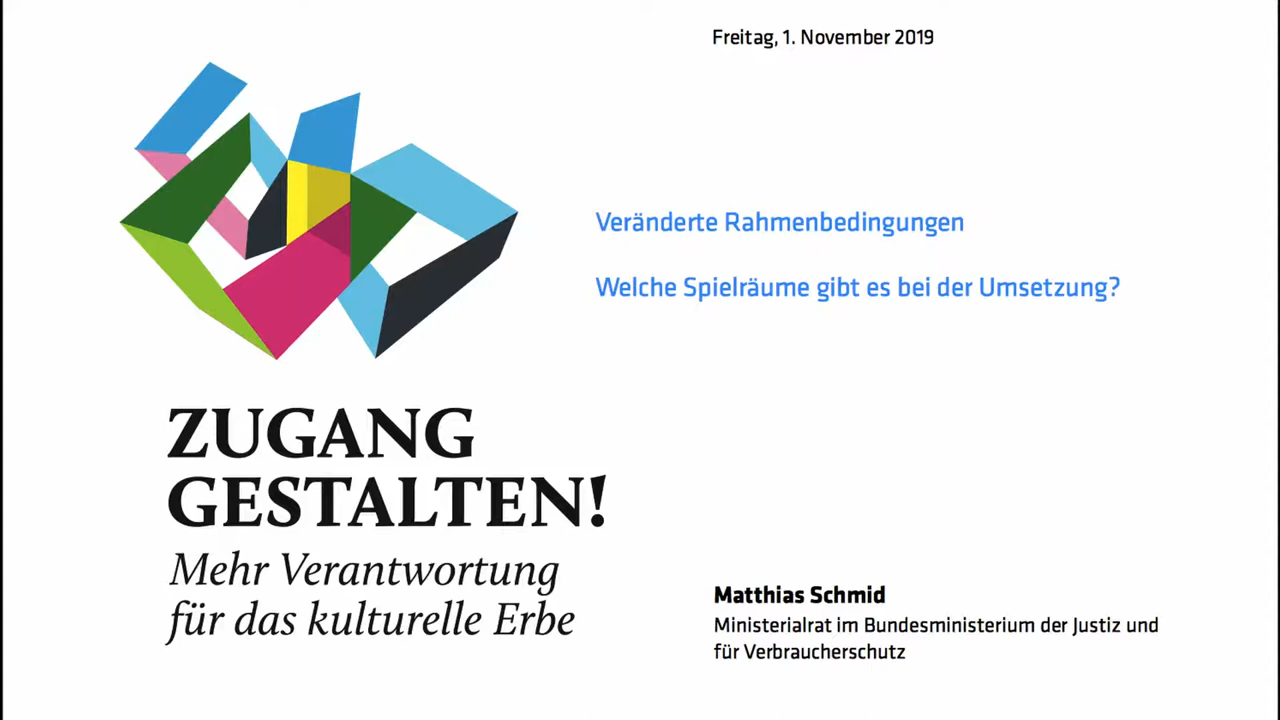 Freitag, 1. November 2019
Veränderte Rahmenbedingungen
Welche Spielräume gibt es bei der Umsetzung?
ZUGANG
GESTALTEN!
Mehr Verantwortung
für das kulturelle Erbe
Matthias Schmid
Ministerialrat im Bundesministerium der Justiz und
für Verbraucherschutz